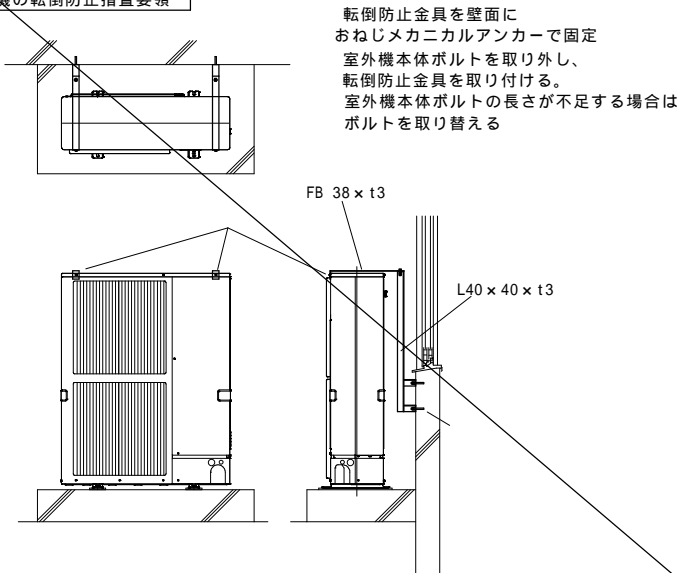 機の転倒防止措置要領
転倒防止金具を壁面に
おねじメカニカルアンカーで固定
室外機本体ボルトを取り外し、
転倒防止金具を取り付ける。
室外機本体ボルトの長さが不足する場合は
ボルトを取り替える
FB 38×t3
L40×40×t3